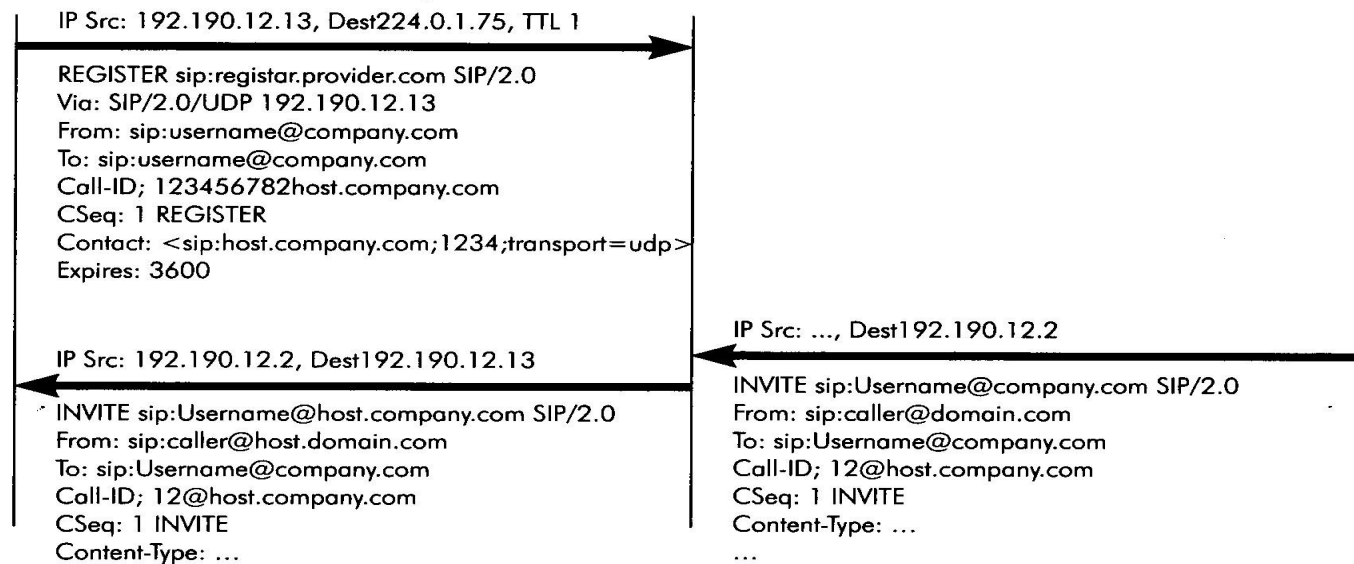 IP Src: 192.190.12.13, Dest224.0.1.75, TTL 1
REGISTER sip:registar.provider.com SIP/2.0
Via: SIP/2.0/UDP 192.190.12.13
From: sip:username@company.com
To: sip:username@company.com
Call-ID; 123456782host.company.com
CSeq: 1 REGISTER
Contact: <sip:host.company.com;1234;transport=udp>
Expires: 3600
IP Src: 192.190.12.2, Dest192.190.12.13
INVITE sip:Username@host.company.com SIP/2.0
From: sip:caller@host.domain.com
To: sip:Username@company.com
Call-ID; 12@host.company.com
CSeq: 1 INVITE
Content-Type: ...
IP Src: ..., Dest192.190.12.2
INVITE sip:Username@company.com SIP/2.0
From: sip:caller@domain.com
To: sip:Username@company.com
Call-ID; 12@host.company.com
CSeq: 1 INVITE
Content-Type: ...
...